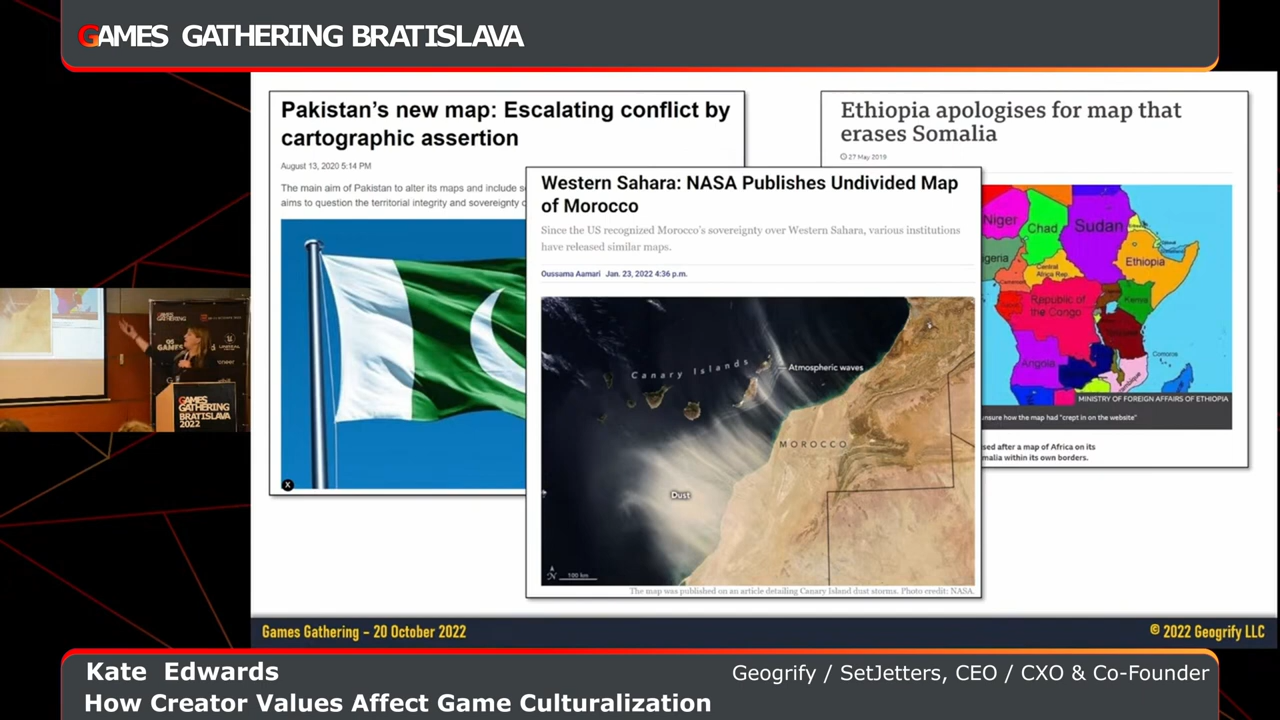 GAMES GATHERING BRATISLAVA
Pakistan's new map: Escalating conflict by
cartographic assertion
August 13, 2020 5:14 PM
The main aim of Pakistan to alter its maps and include
aims to question the territorial integrity and sovereignty
X
Western Sahara: NASA Publishes Undivided Map
of Morocco
Since the US recognized Morocco's sovereignty over Western Sahara, various institutions
have released similar maps.
Oussama Aamari Jan. 23, 2022 4:36 p.m.
Canary Islands
Atmospheric waves
MOROCCO
Dust
N
100 km
The map was published on an article detailing Canary Island dust storms. Photo credit: NASA.
Ethiopia apologises for map that
erases Somalia
27 May 2019
Niger
Chad
Sudan
geria
Central
Africa Rep.
Ethiopia
Republic of
the Congo
Kenya
Angola
Comoros
MINISTRY OF FOREIGN AFFAIRS OF ETHIOPIA
unsure how the map had "crept in on the website"
sed after a map of Africa on its
malia within its own borders.
GAMES
GATHERING
GAMES
GATHERING
BRATISLAVA
2022
Games Gathering – 20 October 2022
© 2022 Geogrify LLC
Kate Edwards
Geogrify / SetJetters, CEO / CXO & Co-Founder
How Creator Values Affect Game Culturalization